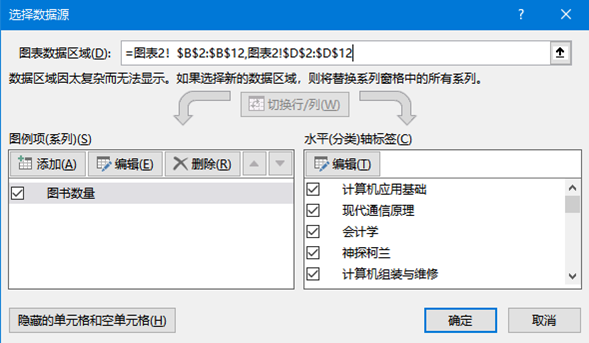 选择数据源
图表数据区域(D): =图表2! $B$2:$B$12,图表2!$D$2:$D$12
数据区域因太复杂而无法显示。如果选择新的数据区域，则将替换系列窗格中的所有系列。
切换行/列(W)
图例项(系列)(S)
添加(A) 编辑(E) 删除(R)
图书数量
水平(分类)轴标签(C)
编辑(T)
计算机应用基础
现代通信原理
会计学
神探柯兰
计算机组装与维修
隐藏的单元格和空单元格(H)
确定 取消